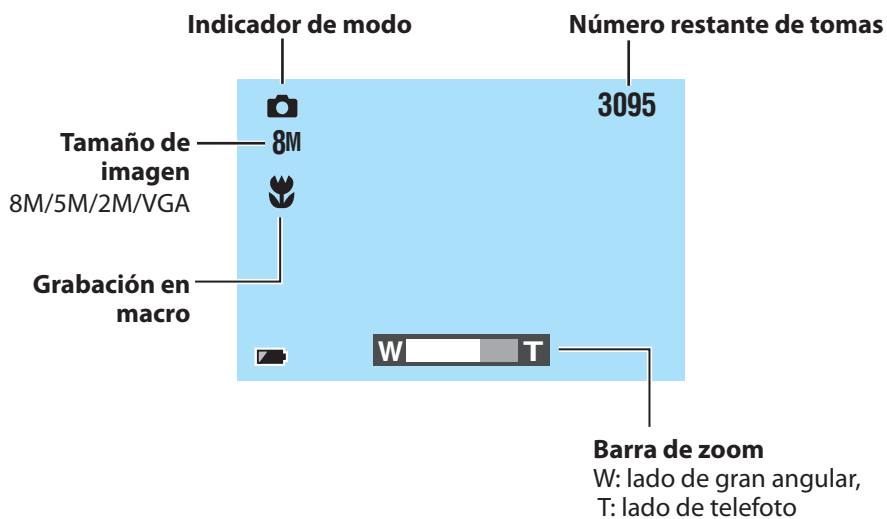 Indicador de modo
Número restante de tomas
3095
8M
Tamaño de
imagen
8M/5M/2M/VGA
Grabación en
macro
W T
Barra de zoom
W: lado de gran angular,
T: lado de telefoto